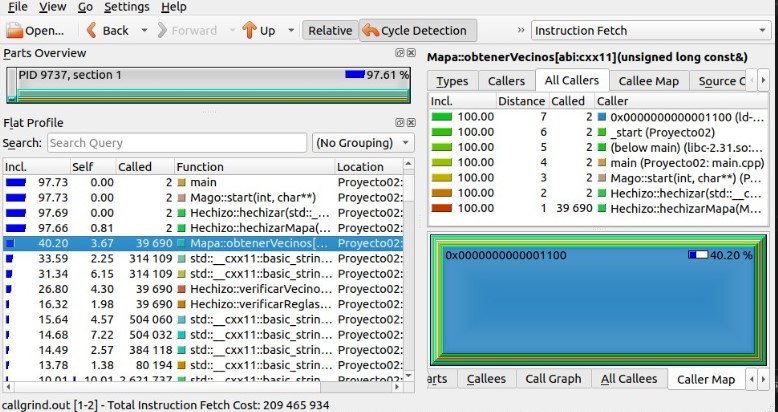 File View Go Settings Help
Open... Back Forward Up Relative Cycle Detection » Instruction Fetch
Parts Overview
PID 9737, section 1 97.61 %
Flat Profile
Search: Search Query (No Grouping)
Incl. Self Called Function Location
97.73 0.00 2 main Proyecto02:
97.73 0.00 2 Mago::start(int, char**) Proyecto02:
97.69 0.00 2 Hechizo::hechizar(std::_... Proyecto02:
97.66 0.81 2 Hechizo::hechizarMapa(... Proyecto02:
40.20 3.67 39 690 Mapa::obtenerVecinos[... Proyecto02:
33.59 2.25 314 109 std::__cxx11::basic_strin... Proyecto02:
31.34 6.15 314 109 std::__cxx11::basic_strin... Proyecto02:
26.80 4.30 39 690 Hechizo::verificarVecino... Proyecto02:
16.32 1.98 39 690 Hechizo::verificarReglas... Proyecto02:
15.64 4.57 504 060 std::__cxx11::basic_strin... Proyecto02:
14.68 7.22 504 032 std::__cxx11::basic_strin... Proyecto02:
14.49 2.57 384 118 std::__cxx11::basic_strin... Proyecto02:
13.78 1.38 80 194 std::__cxx11::basic_strin... Proyecto02:
10.01 10.01 2 621 737 std::__cxx11::basic_strin... Proyecto02:
Mapa::obtenerVecinos[abi:cxx11](unsigned long const&)
Types Callers All Callers Callee Map Source C
Incl. Distance Called Caller
100.00 7 2 0x0000000000001100 (ld-...
100.00 6 2 _start (Proyecto02)
100.00 5 2 (below main) (libc-2.31.so:...
100.00 4 2 main (Proyecto02: main.cpp)
100.00 3 2 Mago::start(int, char**) (P...
100.00 2 2 Hechizo::hechizar(std::__c...
100.00 1 39 690 Hechizo::hechizarMapa(M...
0x0000000000001100 40.20 %
arts Callees Call Graph All Callees Caller Map
callgrind.out [1-2] - Total Instruction Fetch Cost: 209 465 934